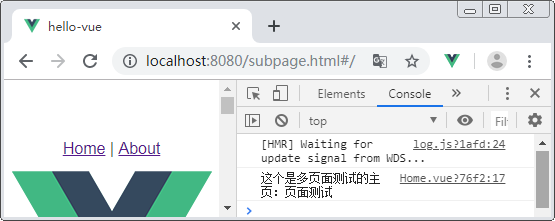 hello-vue
localhost:8080/subpage.html#/
Elements Console
top
Home | About
[HMR] Waiting for log.js?1afd:24
update signal from WDS...
这个是多页面测试的主 Home.vue?76f2:17
页：页面测试